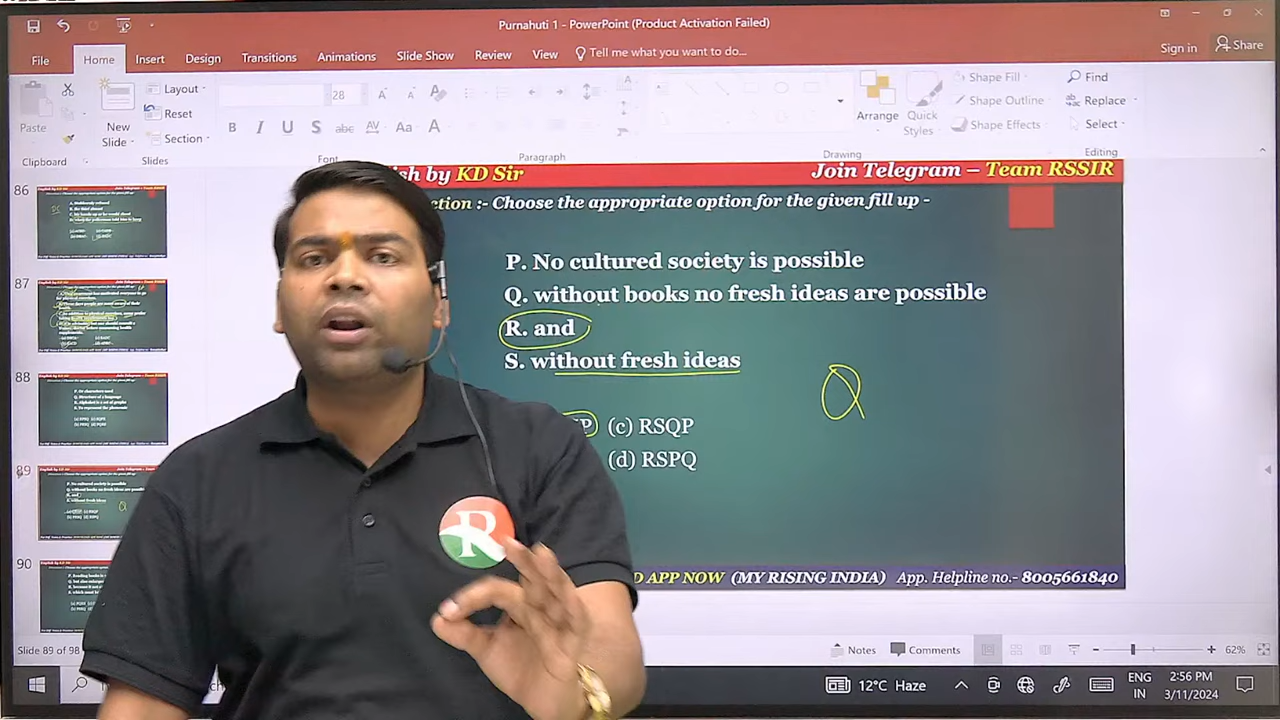 Purnahuti 1 - PowerPoint (Product Activation Failed)
File Home Insert Design Transitions Animations Slide Show Review View Tell me what you want to do... Sign in Share
Paste
Clipboard
New
Slide
Layout
Reset
Section
Slides
28
B I U S abc AV Aa A
Font
Paragraph
Arrange
Quick
Styles
Shape Fill
Shape Outline
Shape Effects
Drawing
Find
Replace
Select
Editing
86
87
88
89
90
by KD Sir
Join Telegram – Team RSSIR
:- Choose the appropriate option for the given fill up -
P. No cultured society is possible
Q. without books no fresh ideas are possible
R. and
S. without fresh ideas
Q
(c) RSQP
(d) RSPQ
R
APP NOW (MY RISING INDIA) App. Helpline no.- 8005661840
Slide 89 of 98
Notes Comments 62%
12°C Haze
ENG
IN
2:56 PM
3/11/2024